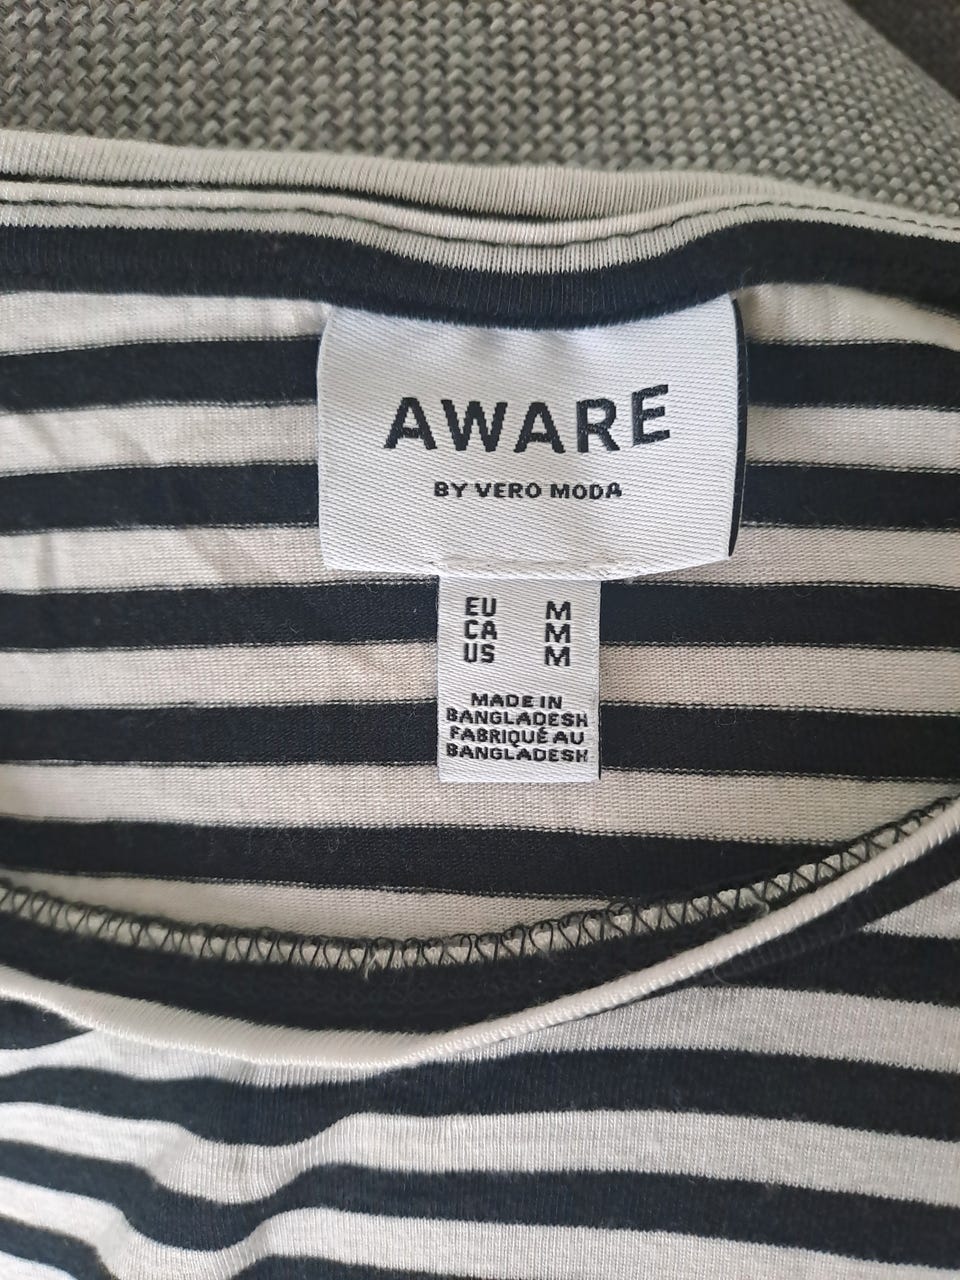 AWARE
BY VERO MODA
EU M
CA M
US M
MADE IN
BANGLADESH
FABRIQUÉ AU
BANGLADESH